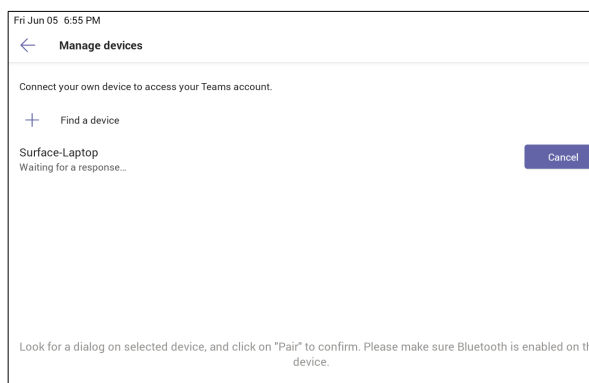 Fri Jun 05 6:55 PM
Manage devices
Connect your own device to access your Teams account.
Find a device
Surface-Laptop
Waiting for a response...
Cancel
Look for a dialog on selected device, and click on "Pair" to confirm. Please make sure Bluetooth is enabled on
device.